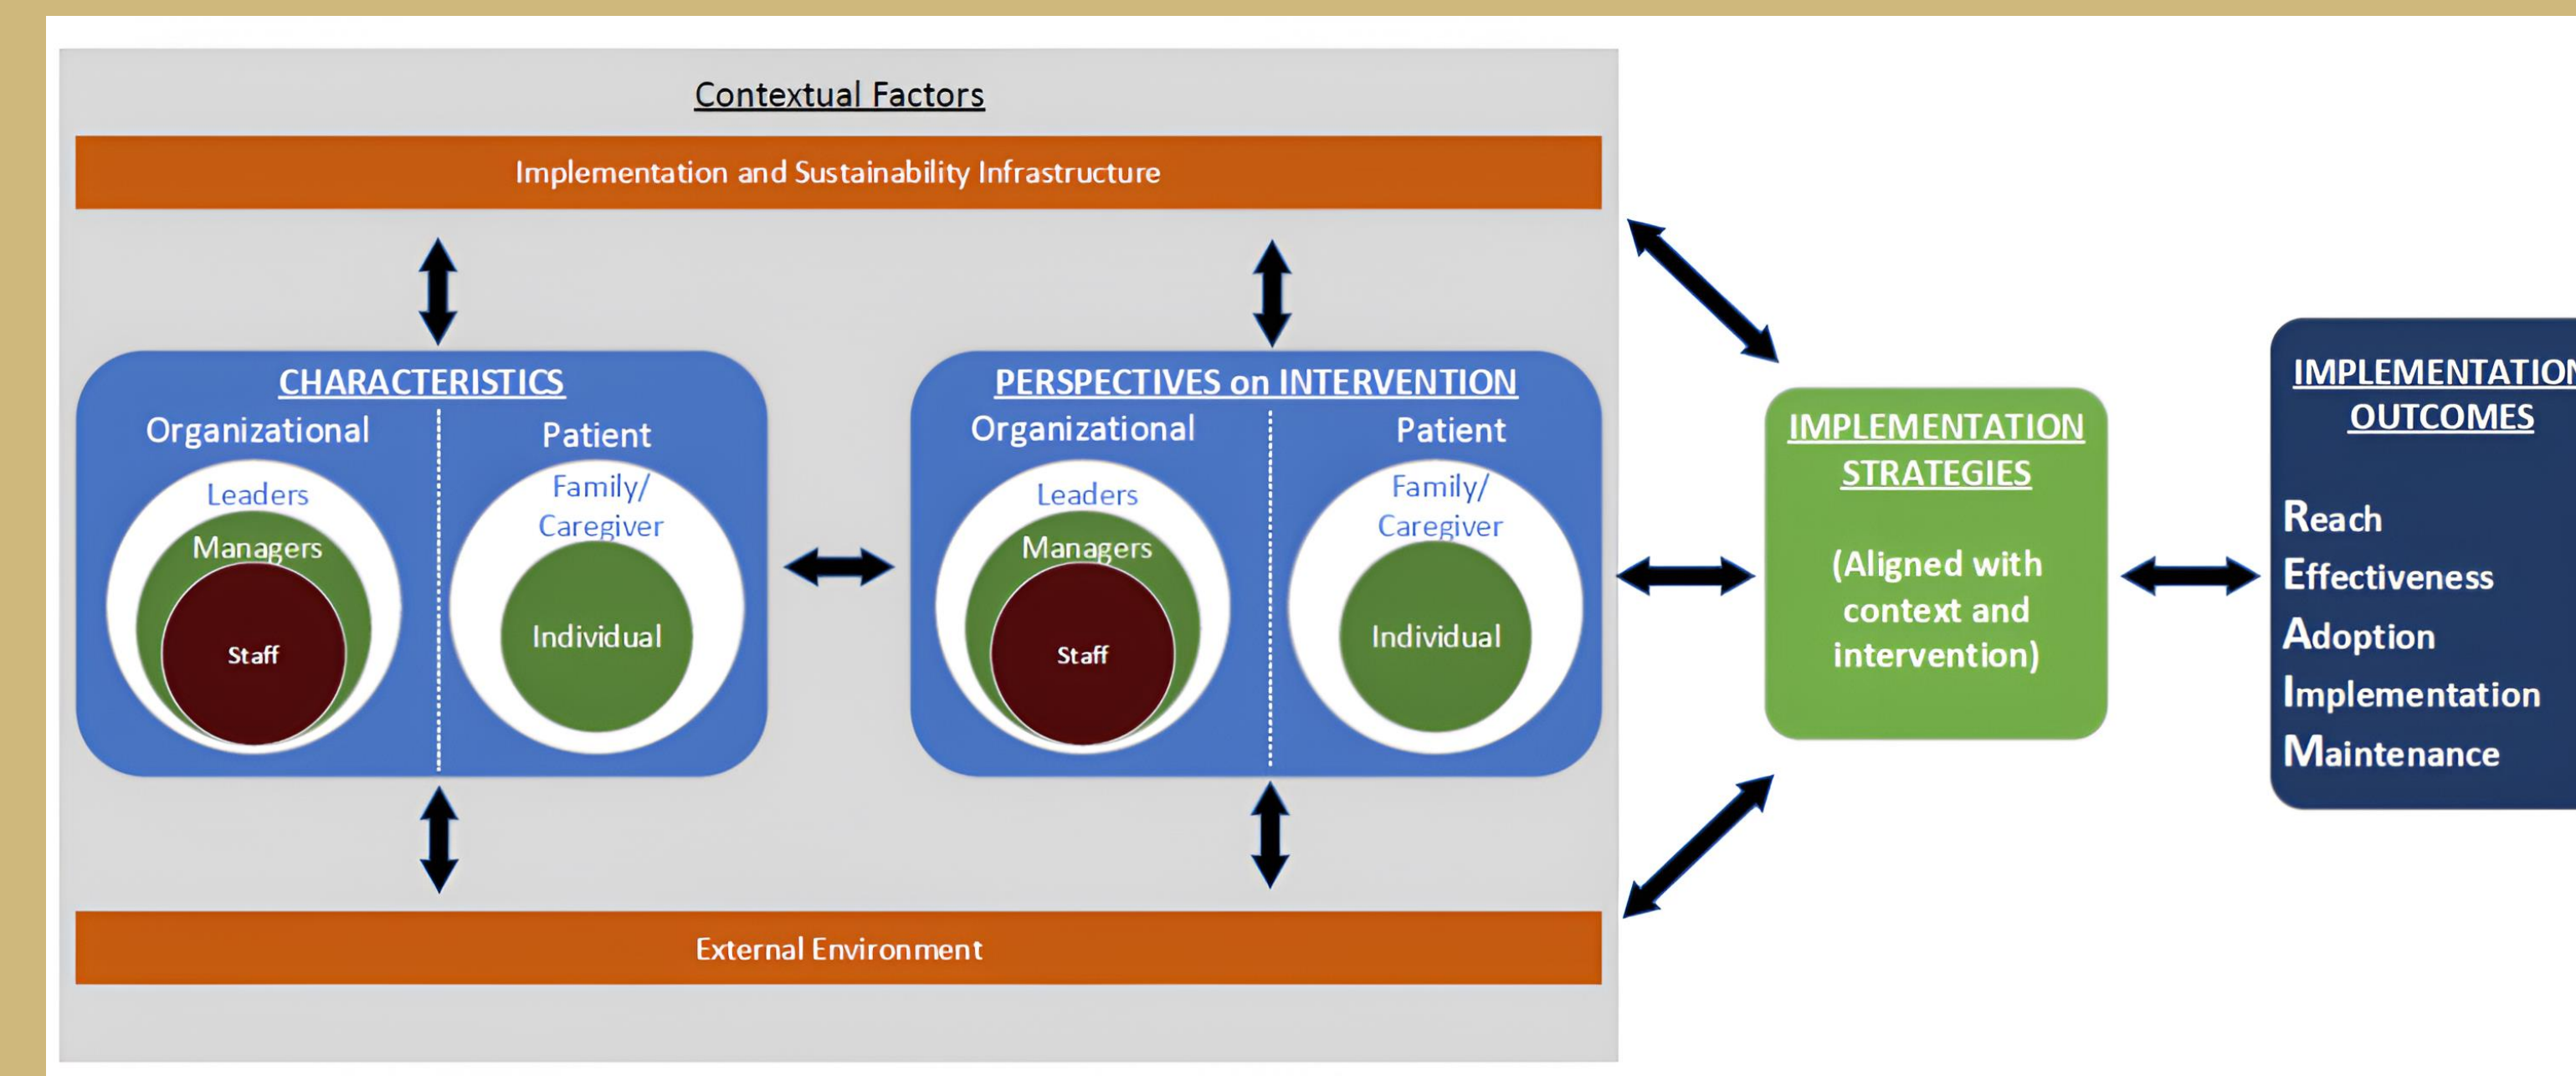 Contextual Factors
Implementation and Sustainability Infrastructure
CHARACTERISTICS
Organizational
Patient
Leaders
Managers
Staff
Family/
Caregiver
Individual
PERSPECTIVES on INTERVENTION
Organizational
Patient
Leaders
Managers
Staff
Family/
Caregiver
Individual
External Environment
IMPLEMENTATION
STRATEGIES
(Aligned with
context and
intervention)
IMPLEMENTATION
OUTCOMES
Reach
Effectiveness
Adoption
Implementation
Maintenance